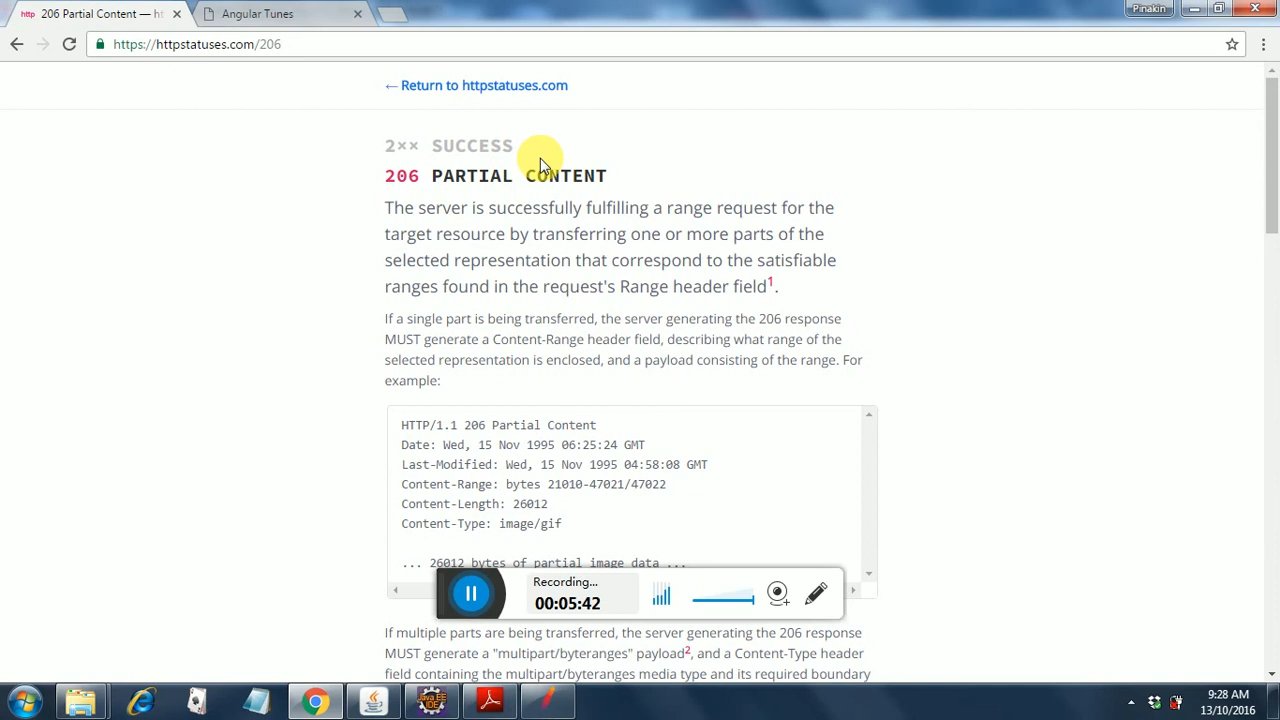 http 206 Partial Content — ht
Angular Tunes
Pinakin
https://httpstatuses.com/206
← Return to httpstatuses.com
2×× SUCCESS
206 PARTIAL CONTENT
The server is successfully fulfilling a range request for the
target resource by transferring one or more parts of the
selected representation that correspond to the satisfiable
ranges found in the request's Range header field1.
If a single part is being transferred, the server generating the 206 response
MUST generate a Content-Range header field, describing what range of the
selected representation is enclosed, and a payload consisting of the range. For
example:
HTTP/1.1 206 Partial Content
Date: Wed, 15 Nov 1995 06:25:24 GMT
Last-Modified: Wed, 15 Nov 1995 04:58:08 GMT
Content-Range: bytes 21010-47021/47022
Content-Length: 26012
Content-Type: image/gif
... 26012 bytes of partial image data ...
Recording...
00:05:42
If multiple parts are being transferred, the server generating the 206 response
MUST generate a "multipart/byteranges" payload2, and a Content-Type header
field containing the multipart/byteranges media type and its required boundary
Java EE
IDE
9:28 AM
13/10/2016